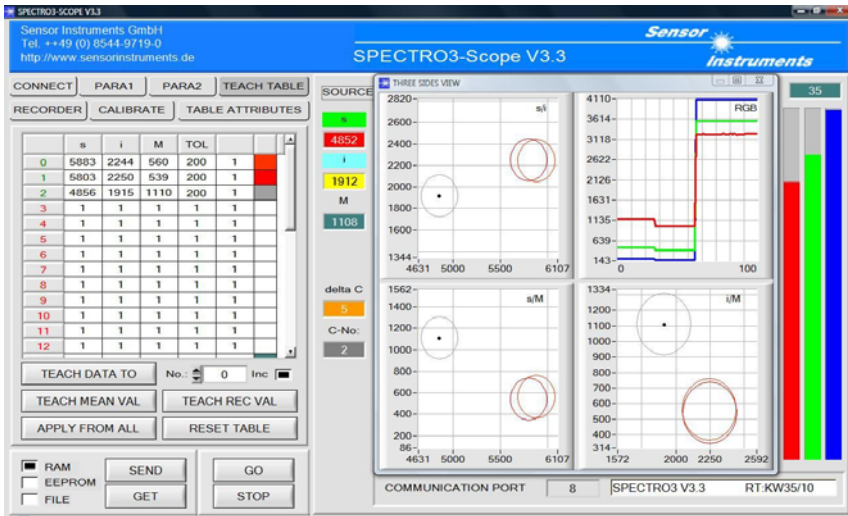 SPECTRO3-SCOPE V3.3
Sensor Instruments GmbH
Tel. ++49 (0) 8544-9719-0
http://www.sensorinstruments.de
SPECTRO3-Scope V3.3
Sensor Instruments
CONNECT PARA1 PARA2 TEACH TABLE
RECORDER CALIBRATE TABLE ATTRIBUTES
s i M TOL
0 5883 2244 560 200 1
1 5803 2250 539 200 1
2 4856 1915 1110 200 1
3 1 1 1 1 1
4 1 1 1 1 1
5 1 1 1 1 1
6 1 1 1 1 1
7 1 1 1 1 1
8 1 1 1 1 1
9 1 1 1 1 1
10 1 1 1 1 1
11 1 1 1 1 1
12 1 1 1 1 1
TEACH DATA TO No.: 0 Inc
TEACH MEAN VAL TEACH REC VAL
APPLY FROM ALL RESET TABLE
RAM
EEPROM
FILE
SEND
GET
GO
STOP
SOURCE
s
4852
i
1912
M
1108
delta C
5
C-No:
2
THREE SIDES VIEW
s/i
2820
2600
2400
2200
2000
1800
1600
1344
4631 5000 5500 6107
RGB
4110
3614
3118
2622
2126
1631
1135
639
143
0 100
s/M
1562
1400
1200
1000
800
600
400
200
86
4631 5000 5500 6107
i/M
1334
1200
1100
1000
900
800
700
600
500
400
314
1572 2000 2250 2592
35
COMMUNICATION PORT 8 SPECTRO3 V3.3 RT:KW35/10